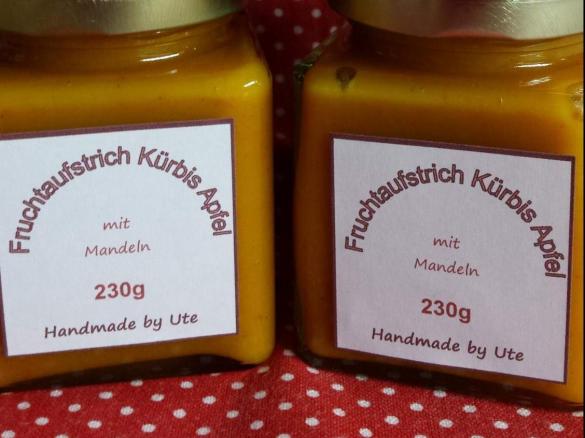 Fruchtaufstrich Kürbis Apfel
mit
Mandeln
230g
Handmade by Ute
Fruchtaufstrich Kürbis Apfel
mit
Mandeln
230g
Handmade by Ute